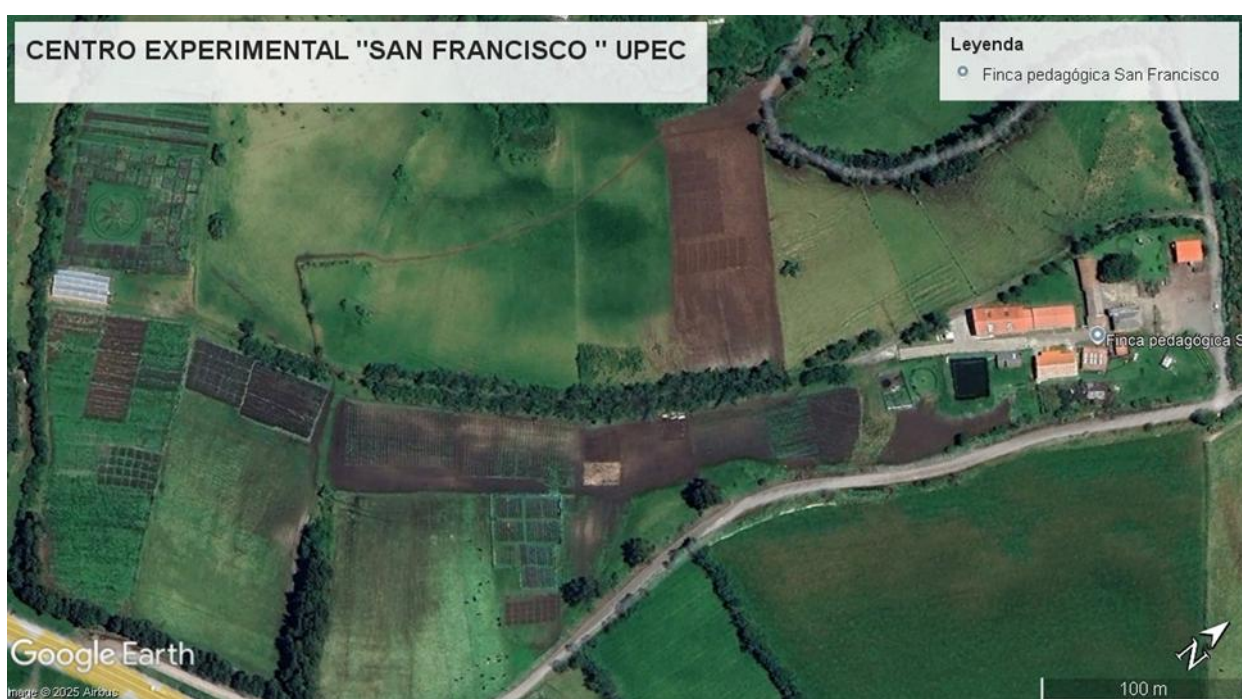 CENTRO EXPERIMENTAL "SAN FRANCISCO " UPEC
Leyenda
Finca pedagógica San Francisco
Finca pedagógica S
Google Earth
Image © 2025 Airbus
N
100 m